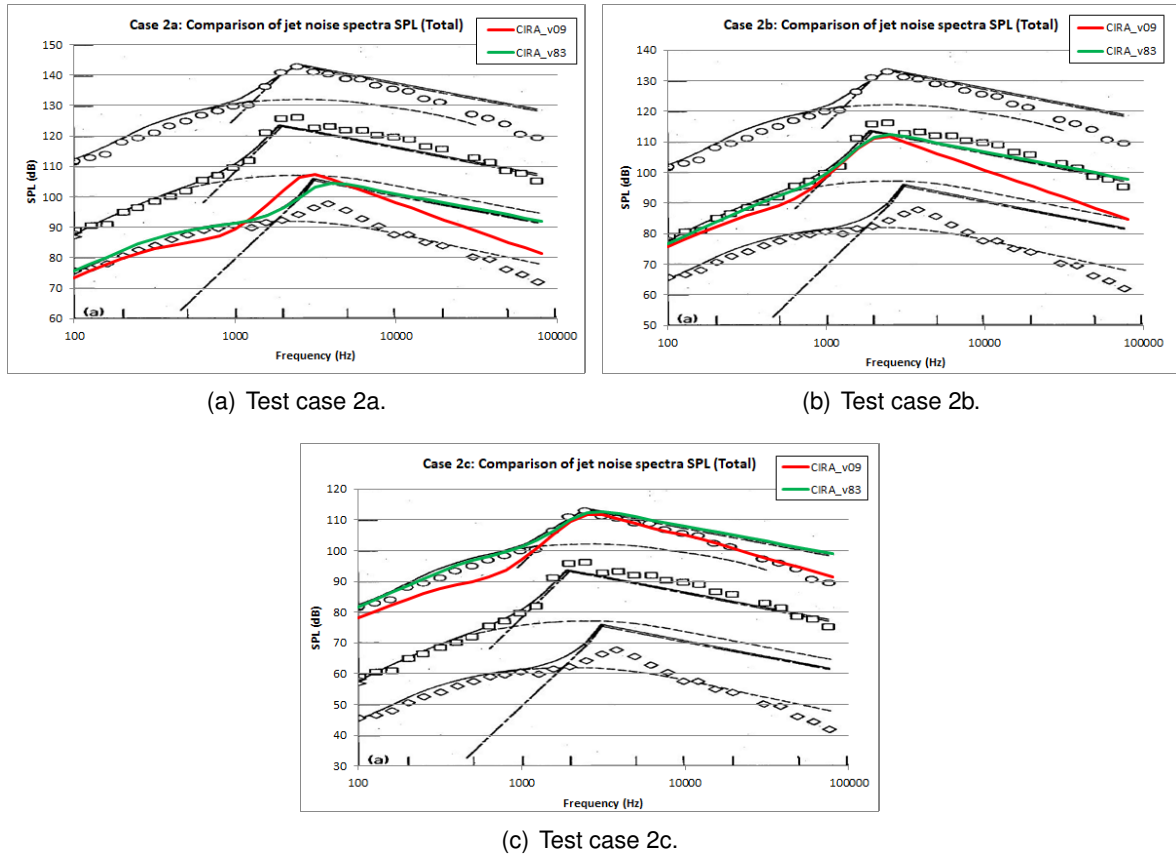 Case 2a: Comparison of jet noise spectra SPL (Total)
CIRA_v09
CIRA_v83
150
140
130
120
110
100
90
80
70
60
SPL (dB)
(a)
100
1000
10000
100000
Frequency (Hz)
(a) Test case 2a.
Case 2b: Comparison of jet noise spectra SPL (Total)
CIRA_v09
CIRA_v83
140
130
120
110
100
90
80
70
60
50
SPL (dB)
(a)
100
1000
10000
100000
Frequency (Hz)
(b) Test case 2b.
Case 2c: Comparison of jet noise spectra SPL (Total)
CIRA_v09
CIRA_v83
120
110
100
90
80
70
60
50
40
30
SPL (dB)
(a)
100
1000
10000
100000
Frequency (Hz)
(c) Test case 2c.